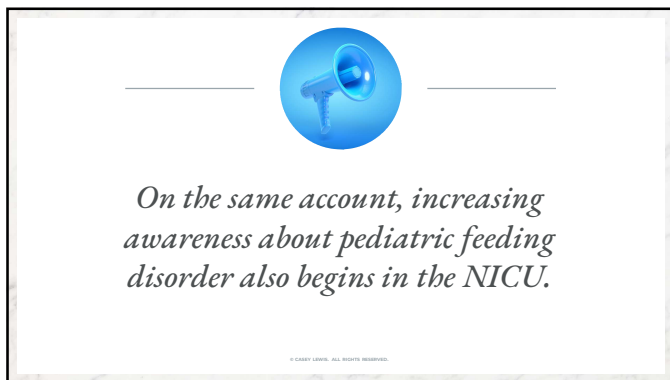 On the same account, increasing
awareness about pediatric feeding
disorder also begins in the NICU.
© CASEY LEWIS. ALL RIGHTS RESERVED.